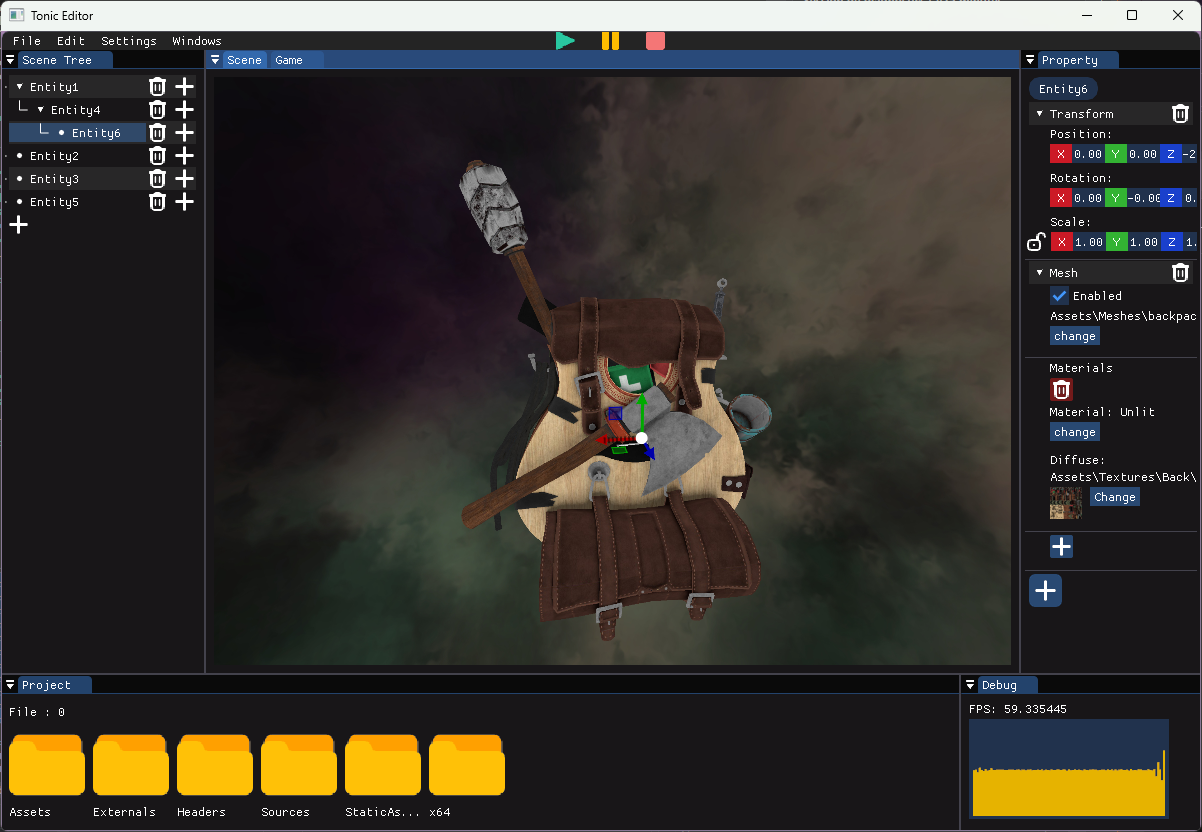 Tonic Editor
File Edit Settings Windows
Scene Tree
Entity1
Entity4
Entity6
Entity2
Entity3
Entity5
Scene Game
Property
Entity6
Transform
Position:
X 0.00 Y 0.00 Z -2
Rotation:
X 0.00 Y -0.00 Z 0.
Scale:
X 1.00 Y 1.00 Z 1.
Mesh
Enabled
Assets\Meshes\backpac
change
Materials
Material: Unlit
change
Diffuse:
Assets\Textures\Back\
Change
Project
File : 0
Assets Externals Headers Sources StaticAs... x64
Debug
FPS: 59.335445